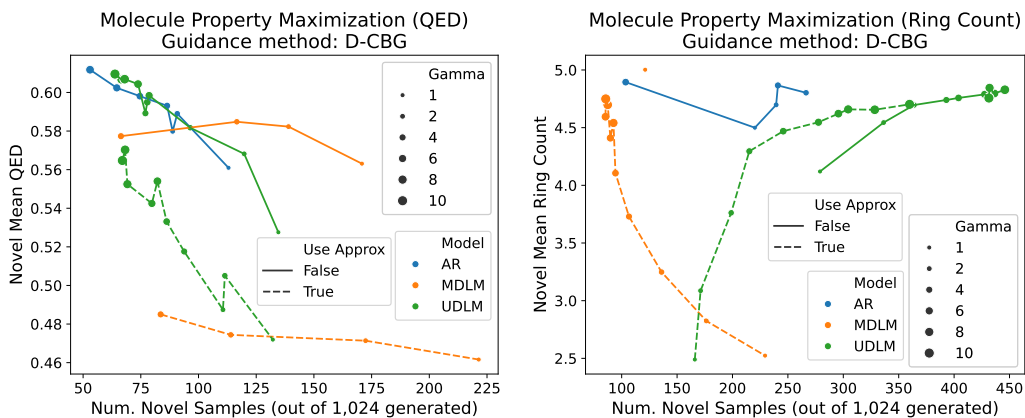 Molecule Property Maximization (QED)
Guidance method: D-CBG
Novel Mean QED
0.60
0.58
0.56
0.54
0.52
0.50
0.48
0.46
50
75
100
125
150
175
200
225
Num. Novel Samples (out of 1,024 generated)
Gamma
1
2
4
6
8
10
Use Approx
False
True
Model
AR
MDLM
UDLM
Molecule Property Maximization (Ring Count)
Guidance method: D-CBG
Novel Mean Ring Count
5.0
4.5
4.0
3.5
3.0
2.5
100
150
200
250
300
350
400
450
Num. Novel Samples (out of 1,024 generated)
Use Approx
False
True
Model
AR
MDLM
UDLM
Gamma
1
2
4
6
8
10